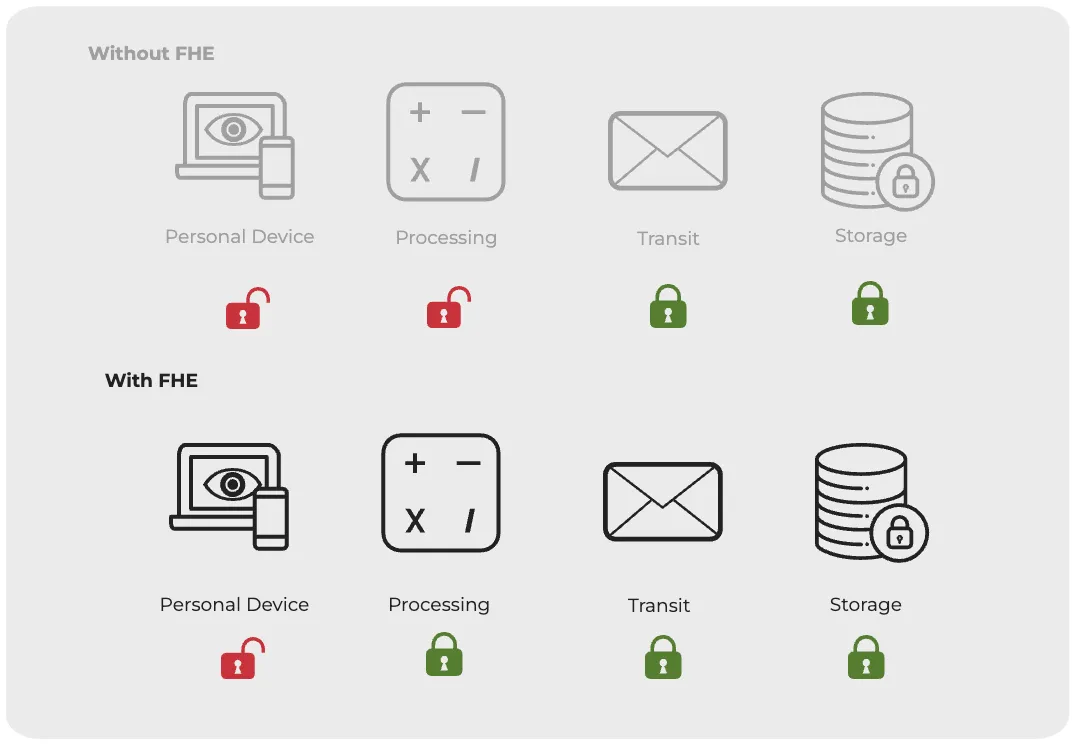 Without FHE
+ −
X /
Personal Device
Processing
Transit
Storage
With FHE
+ −
X /
Personal Device
Processing
Transit
Storage